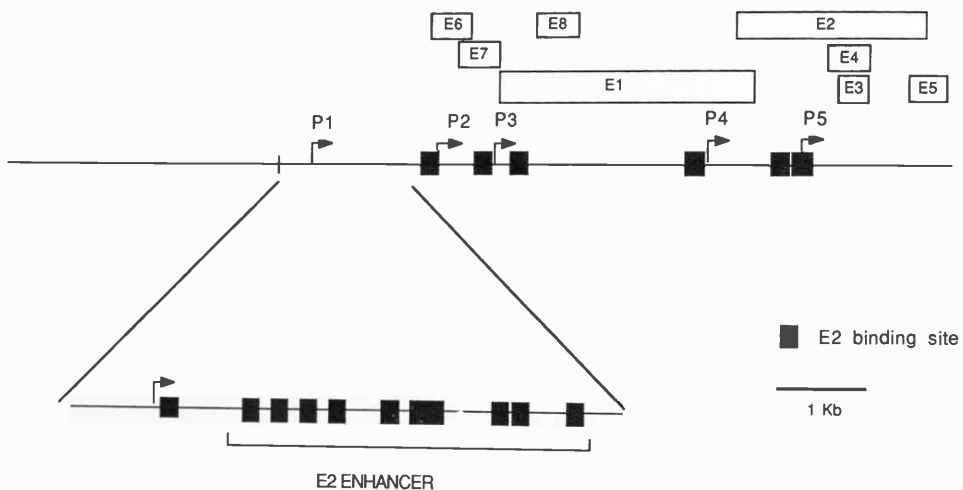 E6
E8
E2
E7
E4
E1
E3
E5
P1
P2
P3
P4
P5
E2 binding site
1 Kb
E2 ENHANCER